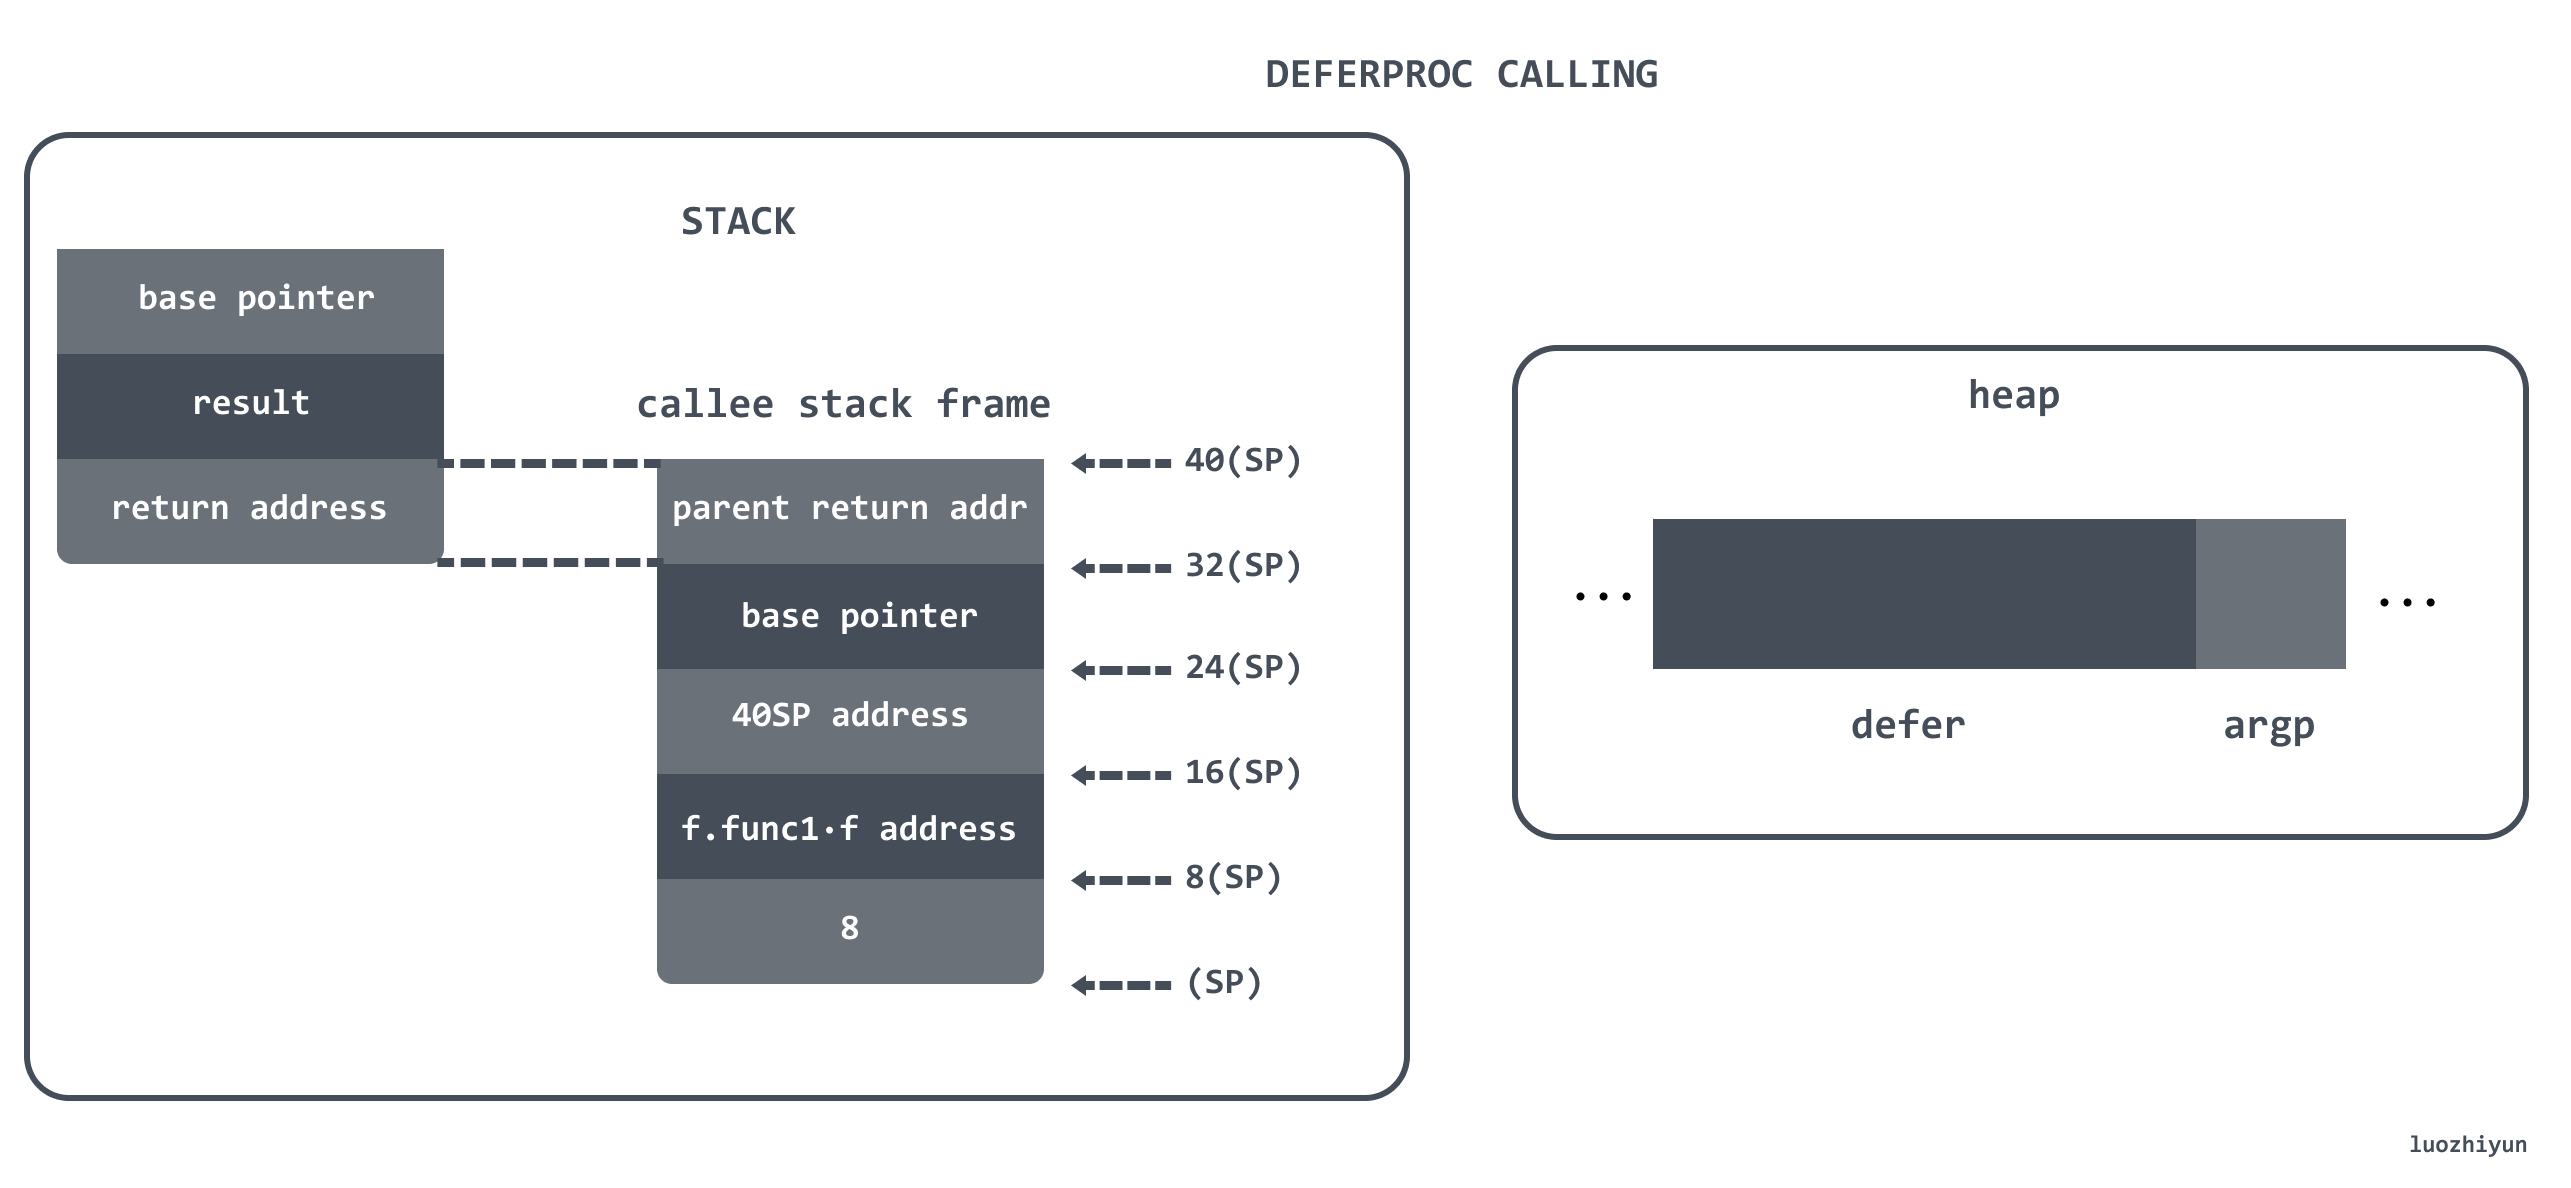 DEFERPROC CALLING
STACK
base pointer
result
return address
callee stack frame
parent return addr
base pointer
40SP address
f.func1·f address
8
40(SP)
32(SP)
24(SP)
16(SP)
8(SP)
(SP)
heap
...
...
defer
argp
luozhiyun